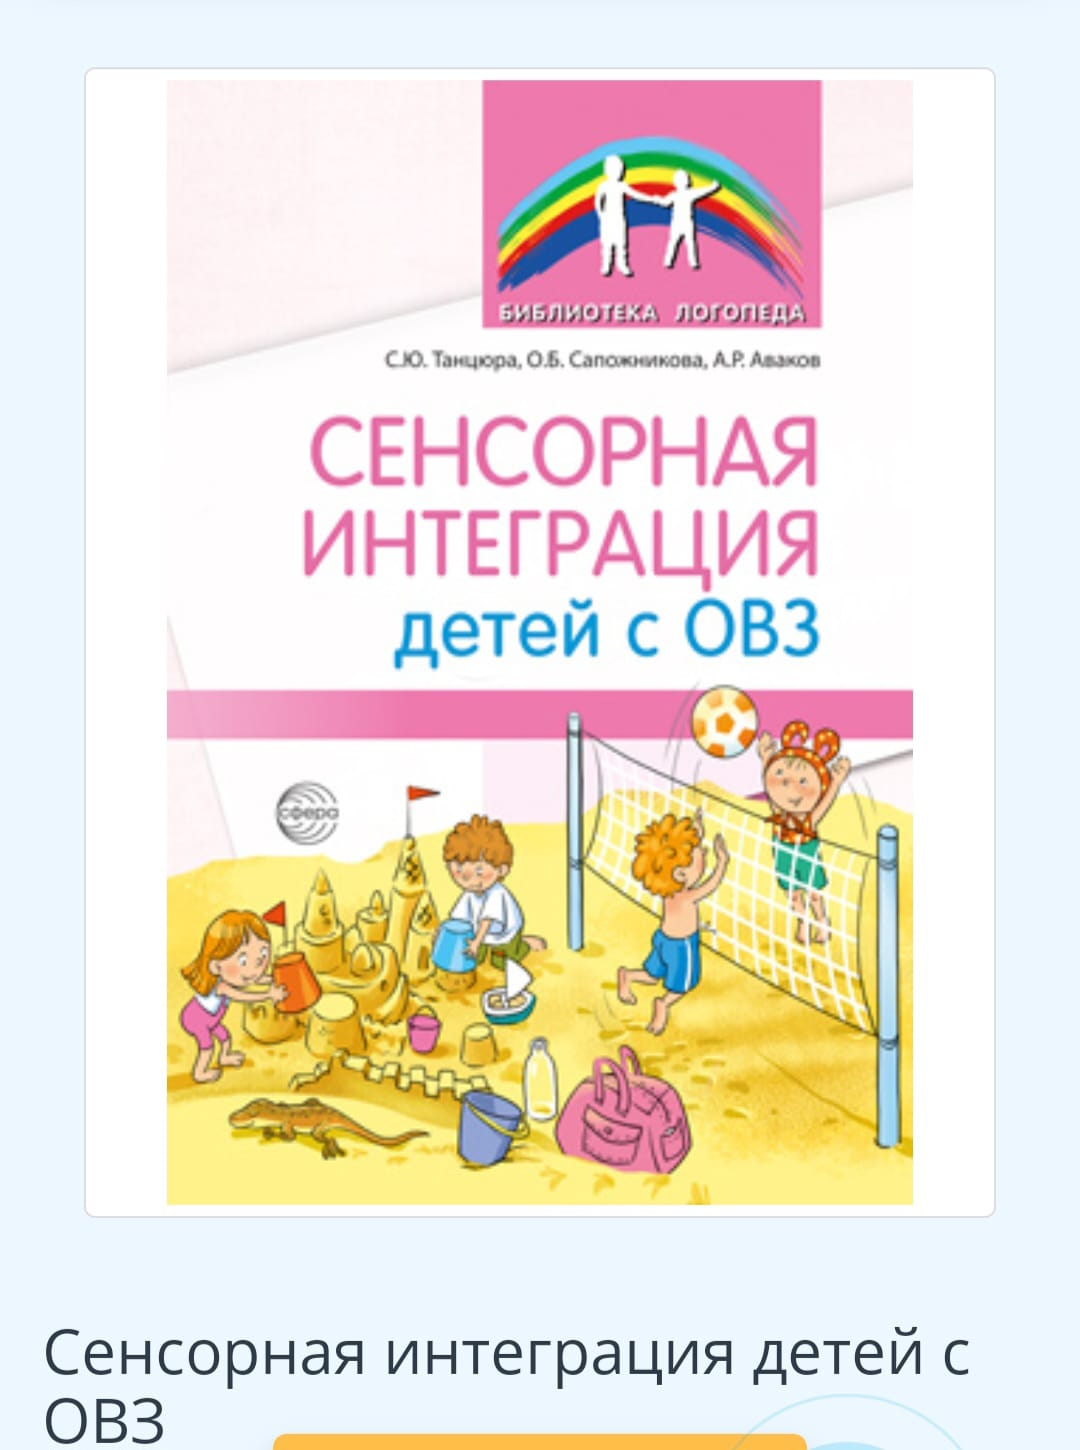 БИБЛИОТЕКА ЛОГОПЕДА
С.Ю. Танцюра, О.Б. Сапожникова, А.Р. Аваков
СЕНСОРНАЯ
ИНТЕГРАЦИЯ
детей с ОВЗ
сфера
Сенсорная интеграция детей с
ОВЗ